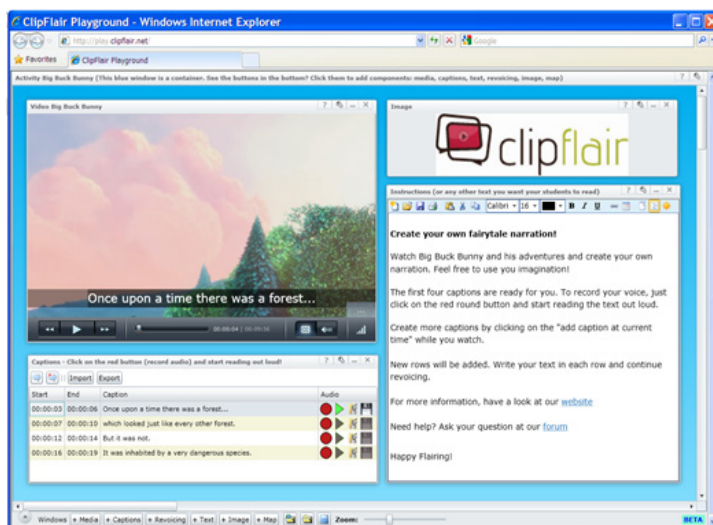 ClipFlair Playground - Windows Internet Explorer
http://play.clipflair.net/
Google
Favorites
ClipFlair Playground
Activity Big Buck Bunny (This blue window is a container. See the buttons in the bottom? Click them to add components: media, captions, text, revoicing, image, map)
Video Big Buck Bunny
Once upon a time there was a forest...
00:00:04
Captions - Click on the red button (record audio) and start reading out loud!
Import Export
Start End Caption Audio
00:00:03 00:00:06 Once upon a time there was a forest...
00:00:07 00:00:10 which looked just like every other forest.
00:00:12 00:00:14 But it was not.
00:00:16 00:00:19 It was inhabited by a very dangerous species.
Image
clipflair
Instructions (or any other text you want your students to read)
Calibri 16 B I U
Create your own fairytale narration!
Watch Big Buck Bunny and his adventures and create your own
narration. Feel free to use you imagination!
The first four captions are ready for you. To record your voice, just
click on the red round button and start reading the text out loud.
Create more captions by clicking on the "add caption at current
time" while you watch.
New rows will be added. Write your text in each row and continue
revoicing.
For more information, have a look at our website
Need help? Ask your question at our forum
Happy Flairing!
Windows + Media + Captions + Revoicing + Text + Image + Map Zoom: BETA